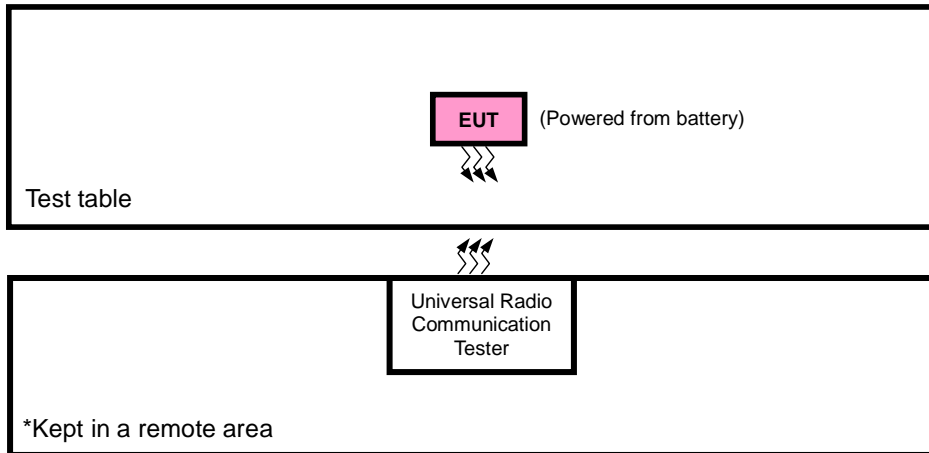 EUT
(Powered from battery)
Test table
Universal Radio
Communication
Tester
*Kept in a remote area